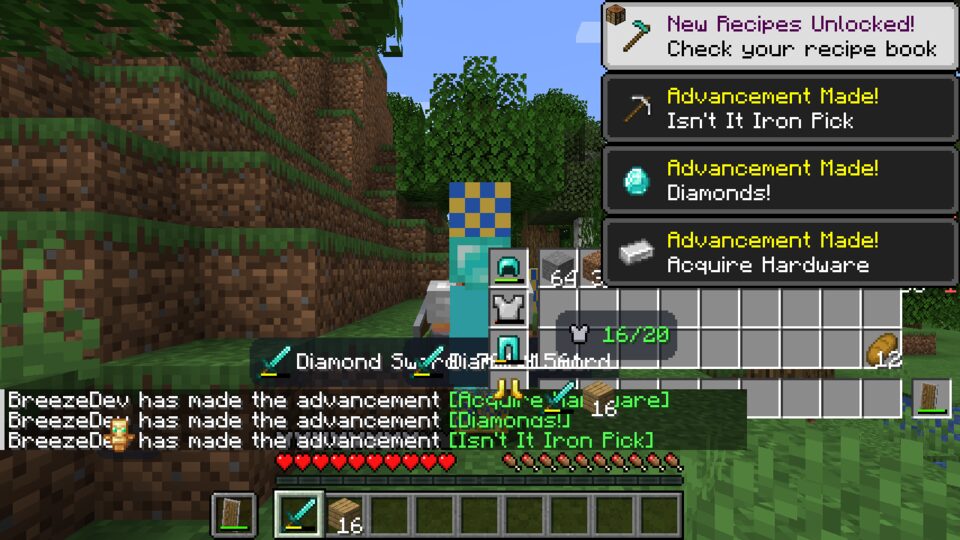 New Recipes Unlocked!
Check your recipe book
Advancement Made!
Isn't It Iron Pick
Advancement Made!
Diamonds!
Advancement Made!
Acquire Hardware
64
16/20
12
Diamond Sword
16
BreezeDev has made the advancement [Acquire Hardware]
BreezeDev has made the advancement [Diamonds!]
BreezeDev has made the advancement [Isn't It Iron Pick]
16